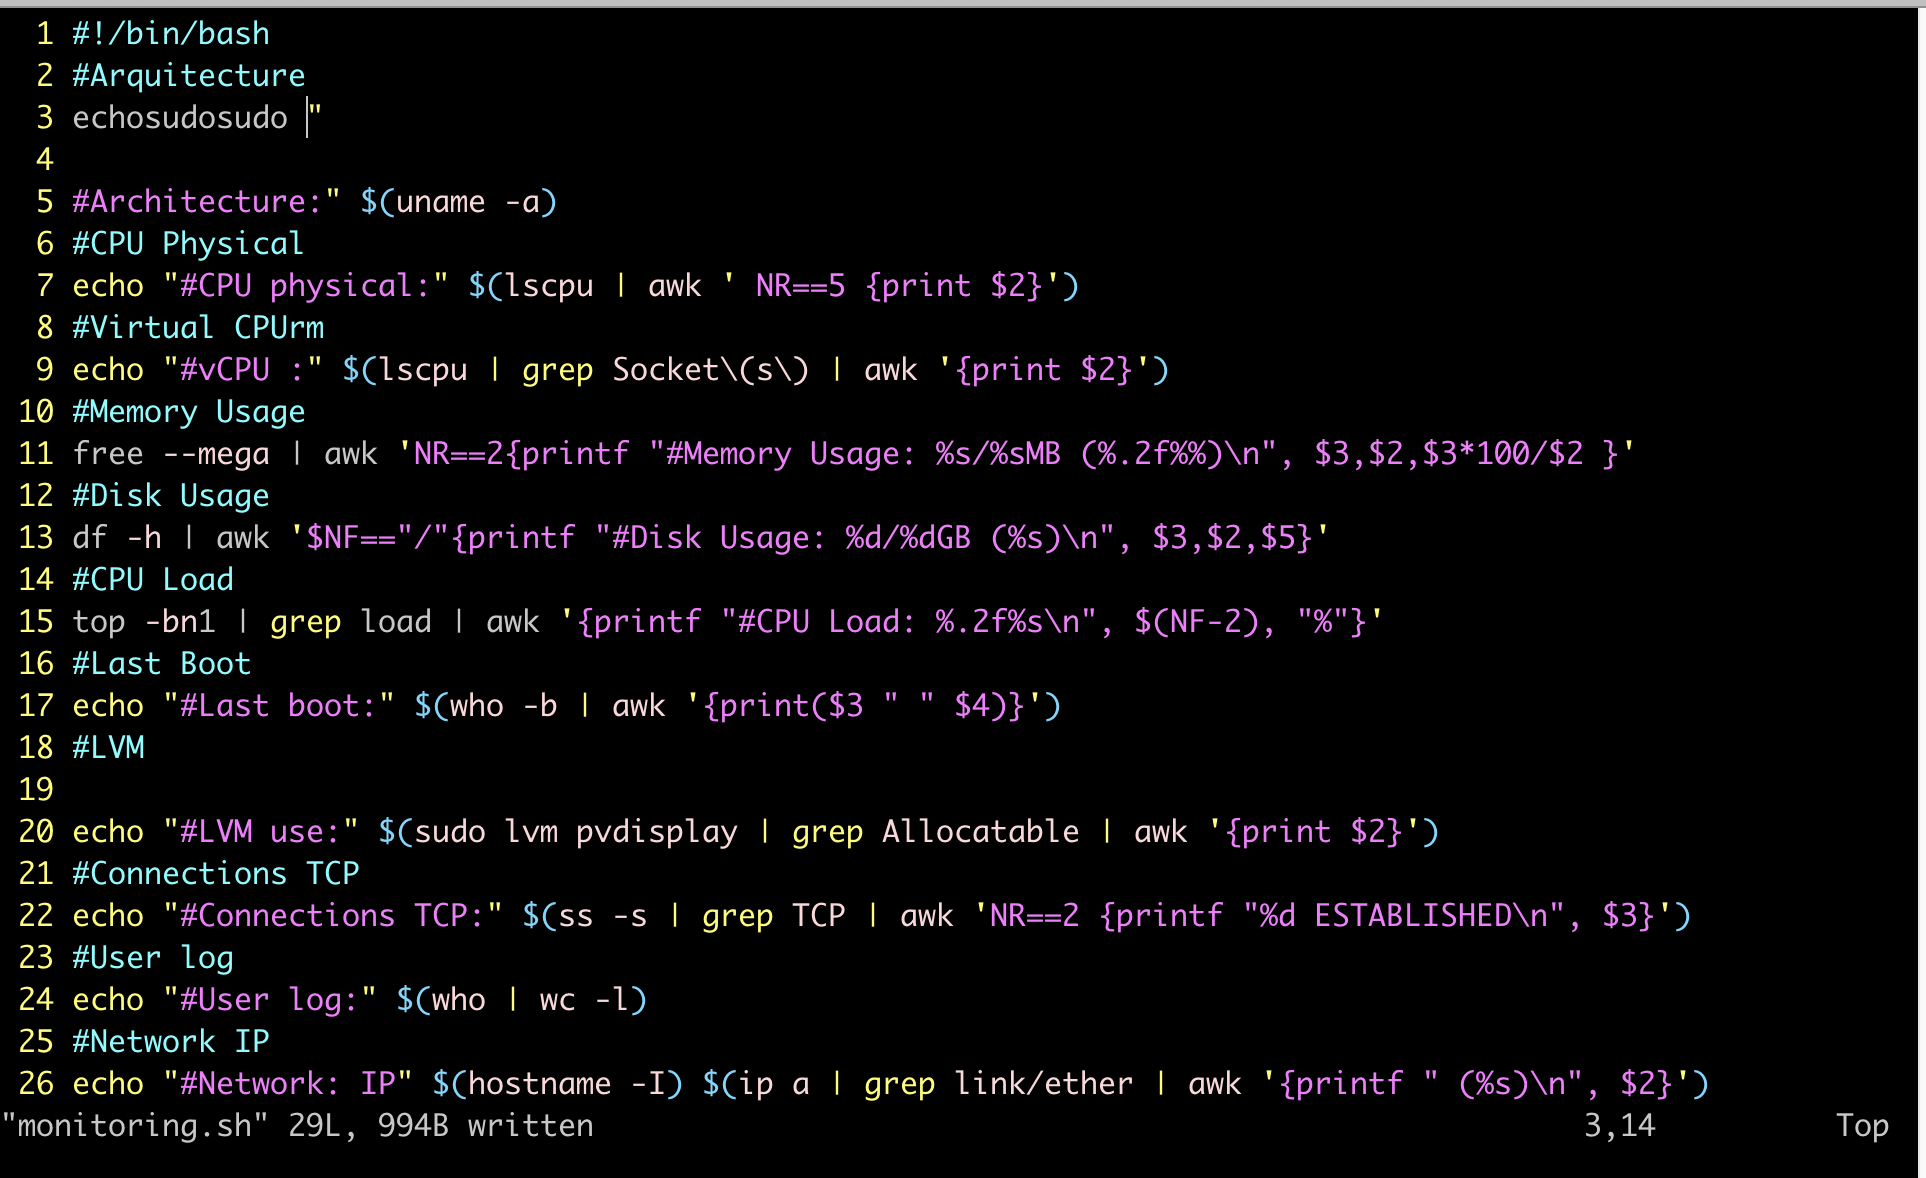 1 #!/bin/bash
2 #Arquitecture
3 echosudosudo "
4
5 #Architecture:" $(uname -a)
6 #CPU Physical
7 echo "#CPU physical:" $(lscpu | awk ' NR==5 {print $2}')
8 #Virtual CPUrm
9 echo "#vCPU :" $(lscpu | grep Socket\(s\) | awk '{print $2}')
10 #Memory Usage
11 free --mega | awk 'NR==2{printf "#Memory Usage: %s/%sMB (%.2f%%)\n", $3,$2,$3*100/$2 }'
12 #Disk Usage
13 df -h | awk '$NF=="/"{printf "#Disk Usage: %d/%dGB (%s)\n", $3,$2,$5}'
14 #CPU Load
15 top -bn1 | grep load | awk '{printf "#CPU Load: %.2f%s\n", $(NF-2), "%"}'
16 #Last Boot
17 echo "#Last boot:" $(who -b | awk '{print($3 " " $4)}')
18 #LVM
19
20 echo "#LVM use:" $(sudo lvm pvdisplay | grep Allocatable | awk '{print $2}')
21 #Connections TCP
22 echo "#Connections TCP:" $(ss -s | grep TCP | awk 'NR==2 {printf "%d ESTABLISHED\n", $3}')
23 #User log
24 echo "#User log:" $(who | wc -l)
25 #Network IP
26 echo "#Network: IP" $(hostname -I) $(ip a | grep link/ether | awk '{printf " (%s)\n", $2}')
"monitoring.sh" 29L, 994B written 3,14 Top